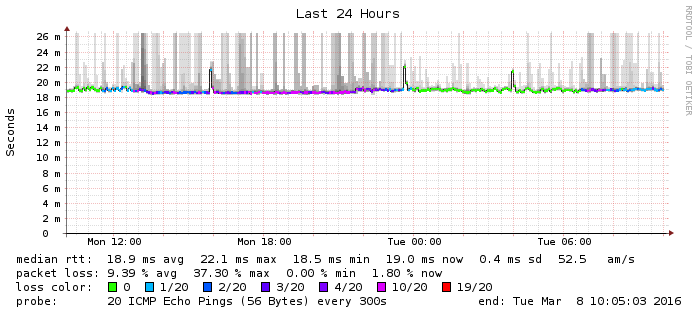 Last 24 Hours
RRDTOOL / TOBI OETIKER
Seconds
26 m
24 m
22 m
20 m
18 m
16 m
14 m
12 m
10 m
8 m
6 m
4 m
2 m
0
Mon 12:00 Mon 18:00 Tue 00:00 Tue 06:00
median rtt: 18.9 ms avg 22.1 ms max 18.5 ms min 19.0 ms now 0.4 ms sd 52.5 am/s
packet loss: 9.39 % avg 37.30 % max 0.00 % min 1.80 % now
loss color: 0 1/20 2/20 3/20 4/20 10/20 19/20
probe: 20 ICMP Echo Pings (56 Bytes) every 300s end: Tue Mar 8 10:05:03 2016